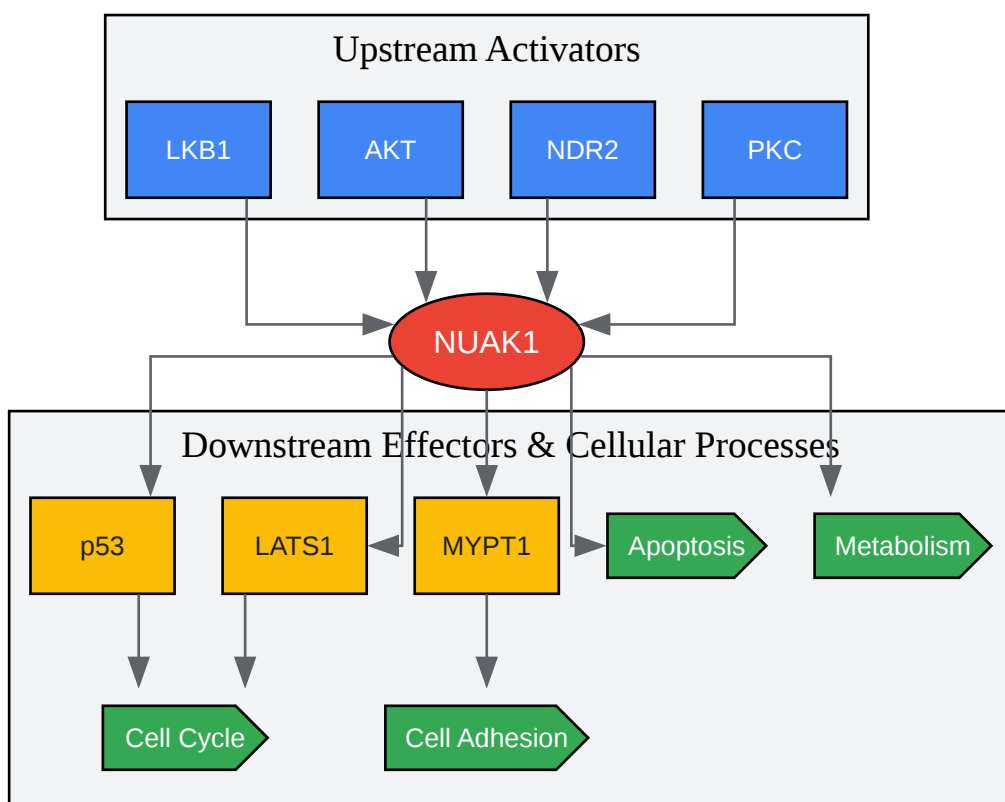 Upstream Activators
LKB1
AKT
NDR2
PKC
NUAK1
Downstream Effectors & Cellular Processes
p53
LATS1
MYPT1
Apoptosis
Metabolism
Cell Cycle
Cell Adhesion